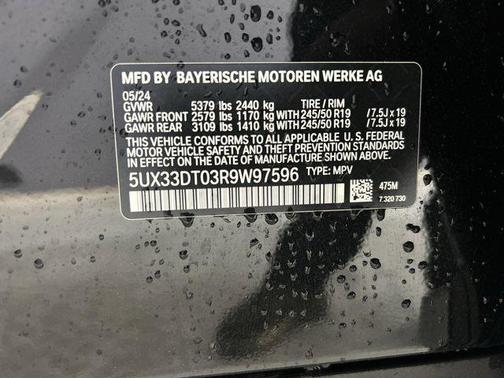 MFD BY BAYERISCHE MOTOREN WERKE AG
05/24
GVWR 5379 lbs 2440 kg TIRE / RIM
GAWR FRONT 2579 lbs 1170 kg WITH 245/50 R19 /7.5J x 19
GAWR REAR 3109 lbs 1410 kg WITH 245/50 R19 /7.5J x 19
THIS VEHICLE CONFORMS TO ALL APPLICABLE U. S. FEDERAL
MOTOR VEHICLE SAFETY AND THEFT PREVENTION STANDARDS
IN EFFECT ON THE DATE OF MANUFACTURE SHOWN ABOVE.
5UX33DT03R9W97596 TYPE: MPV
475M
7 320 730